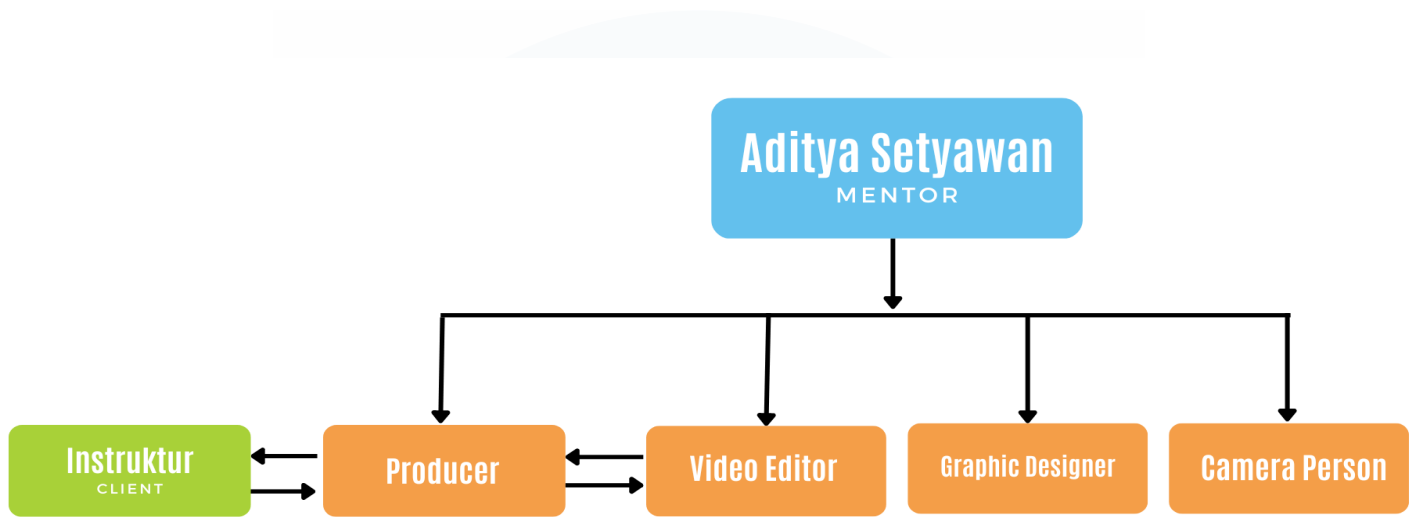 Aditya Setyawan
MENTOR
Instruktur
CLIENT
Producer
Video Editor
Graphic Designer
Camera Person